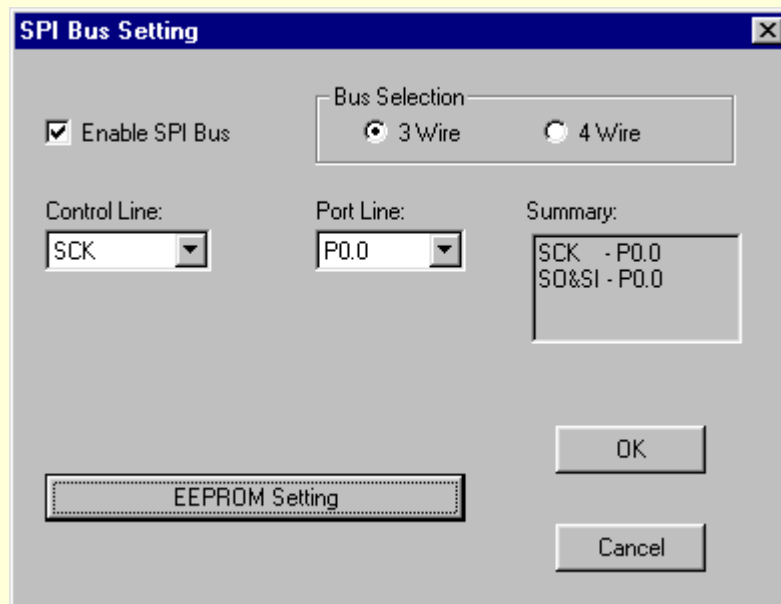 SPI Bus Setting
Bus Selection
Enable SPI Bus
3 Wire
4 Wire
Control Line:
Port Line:
Summary:
SCK
P0.0
SCK - P0.0
SO&SI - P0.0
OK
EEPROM Setting
Cancel